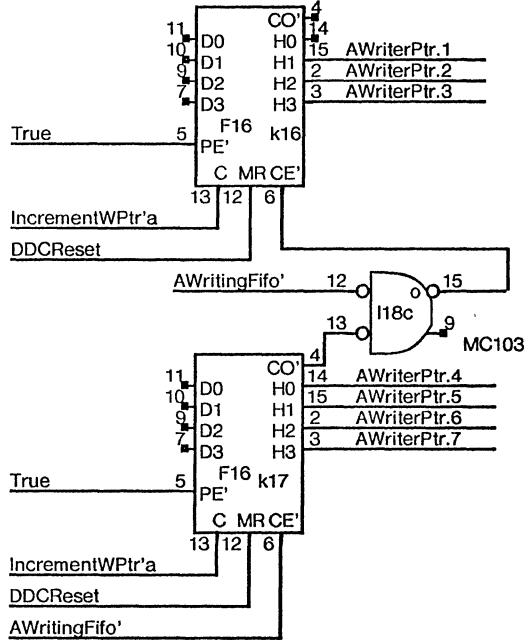 4
CO'
11 D0 H0 14
10 D1 H1 15 AWriterPtr.1
9 D2 H2 2 AWriterPtr.2
7 D3 H3 3 AWriterPtr.3
F16 k16
True 5 PE'
C MR CE'
13 12 6
IncrementWPtr'a
DDCReset
AWritingFifo' 12 O 15
I18c
13 9
MC103
4
CO'
11 D0 H0 14 AWriterPtr.4
10 D1 H1 15 AWriterPtr.5
9 D2 H2 2 AWriterPtr.6
7 D3 H3 3 AWriterPtr.7
F16 k17
True 5 PE'
C MR CE'
13 12 6
IncrementWPtr'a
DDCReset
AWritingFifo'